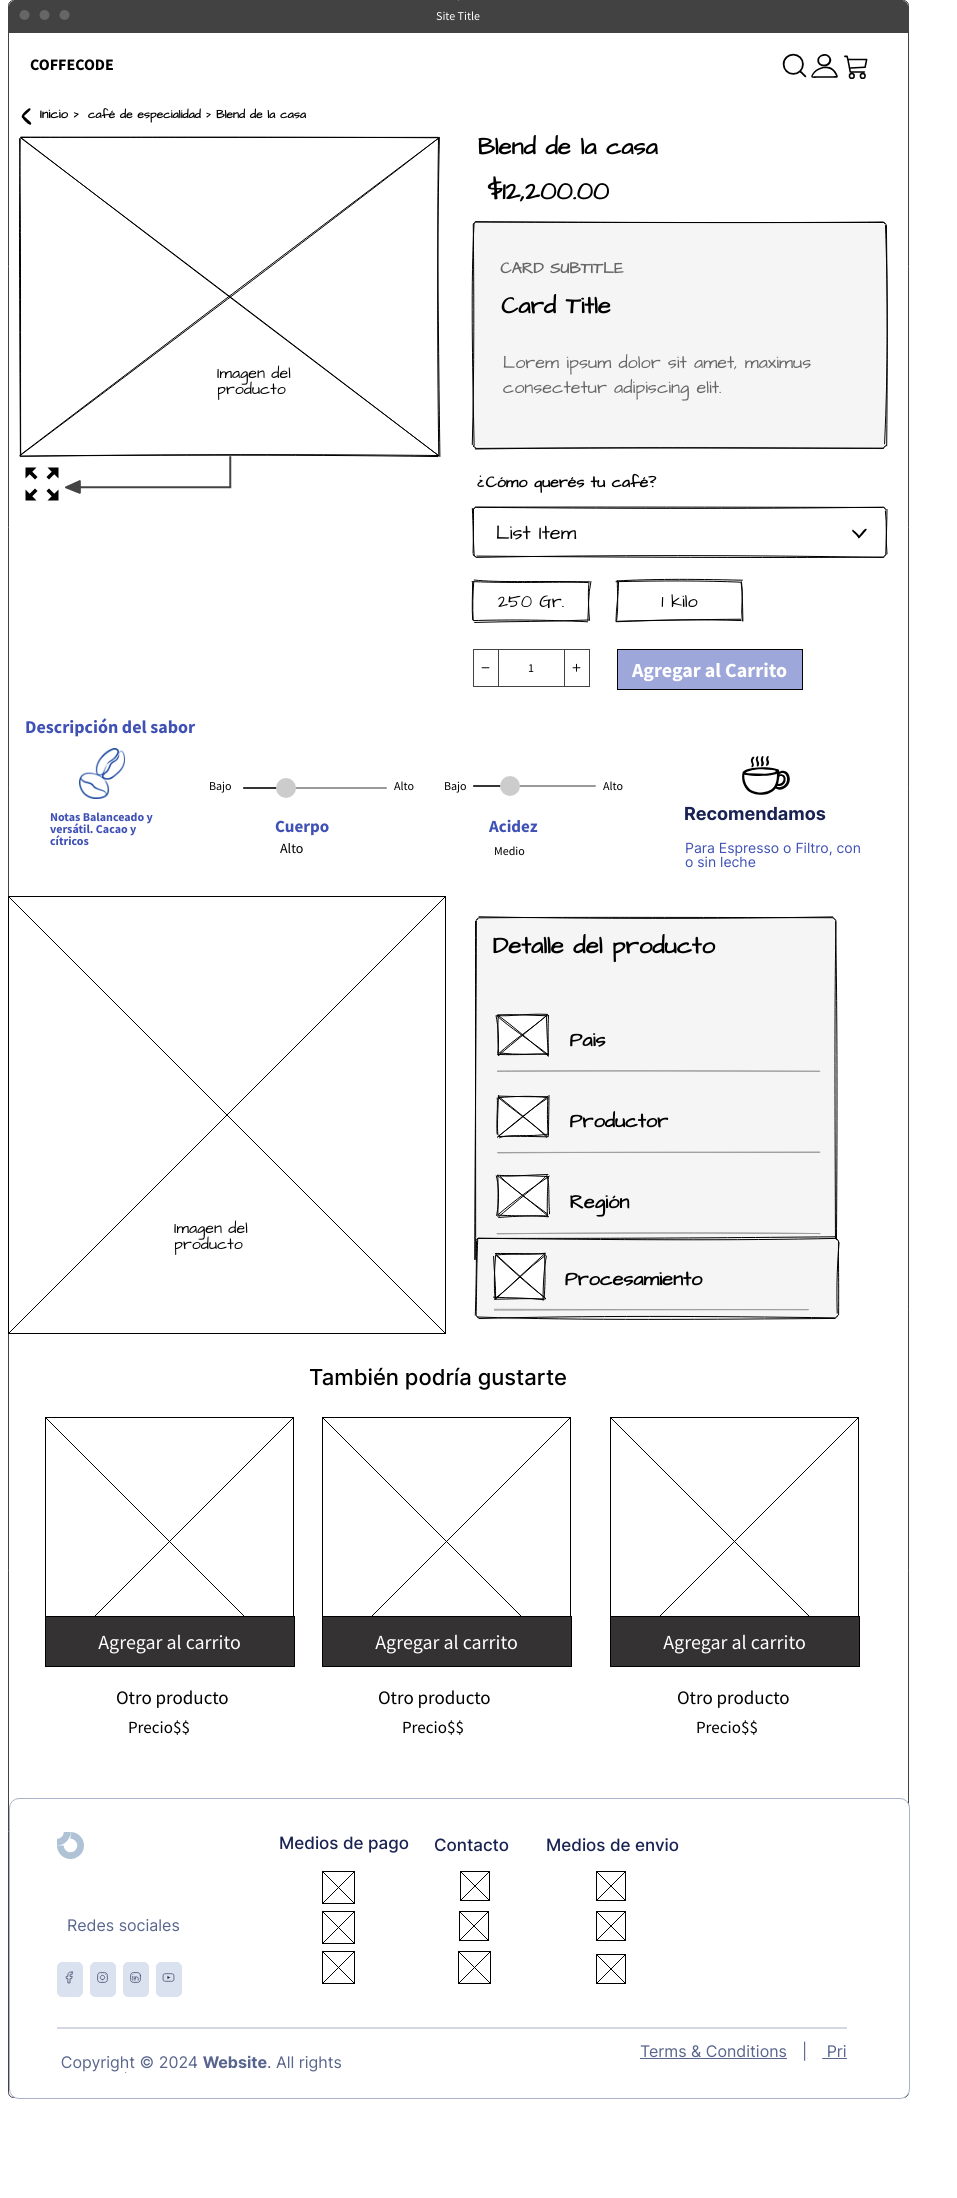 Site Title
COFFECODE
Inicio > café de especialidad > Blend de la casa
Blend de la casa
$12,200.00
Imagen del
producto
CARD SUBTITLE
Card Title
Lorem ipsum dolor sit amet, maximus
consectetur adipiscing elit.
¿Cómo querés tu café?
List Item
250 Gr.
1 kilo
− 1 +
Agregar al Carrito
Descripción del sabor
Notas Balanceado y
versátil. Cacao y
cítricos
Bajo
Alto
Cuerpo
Alto
Bajo
Alto
Acidez
Medio
Recomendamos
Para Espresso o Filtro, con
o sin leche
Imagen del
producto
Detalle del producto
Pais
Productor
Región
Procesamiento
También podría gustarte
Agregar al carrito
Agregar al carrito
Agregar al carrito
Otro producto
Otro producto
Otro producto
Precio$$
Precio$$
Precio$$
Medios de pago
Contacto
Medios de envio
Redes sociales
Copyright © 2024 Website. All rights
Terms & Conditions | Pri